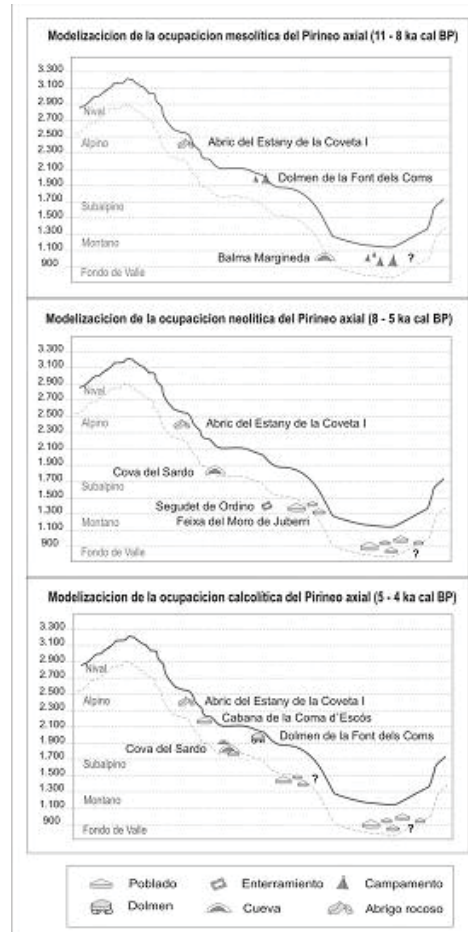 Modelizacicion de la ocupacion mesolítica del Pirineo axial (11 - 8 ka cal BP)
3.300
3.100
2.900
Nival
2.700
2.500
Alpino
Abric del Estany de la Coveta I
2.300
2.100
Dolmen de la Font dels Coms
1.900
1.700
Subalpino
1.500
1.300
Montano
1.100
Balma Margineda
?
900
Fondo de Valle
Modelizacicion de la ocupacion neolítica del Pirineo axial (8 - 5 ka cal BP)
3.300
3.100
2.900
Nival
2.700
2.500
Alpino
Abric del Estany de la Coveta I
2.300
2.100
1.900
Cova del Sardo
1.700
Subalpino
1.500
Segudet de Ordino
1.300
Feixa del Moro de Juberri
Montano
1.100
900
Fondo de Valle
?
Modelizacicion de la ocupacion calcolítica del Pirineo axial (5 - 4 ka cal BP)
3.300
3.100
2.900
Nival
2.700
2.500
Alpino
Abric del Estany de la Coveta I
2.300
Cabana de la Coma d'Escós
2.100
Dolmen de la Font dels Coms
1.900
Cova del Sardo
1.700
Subalpino
1.500
?
1.300
Montano
1.100
900
Fondo de Valle
?
Poblado
Enterramiento
Campamento
Dolmen
Cueva
Abrigo rocoso